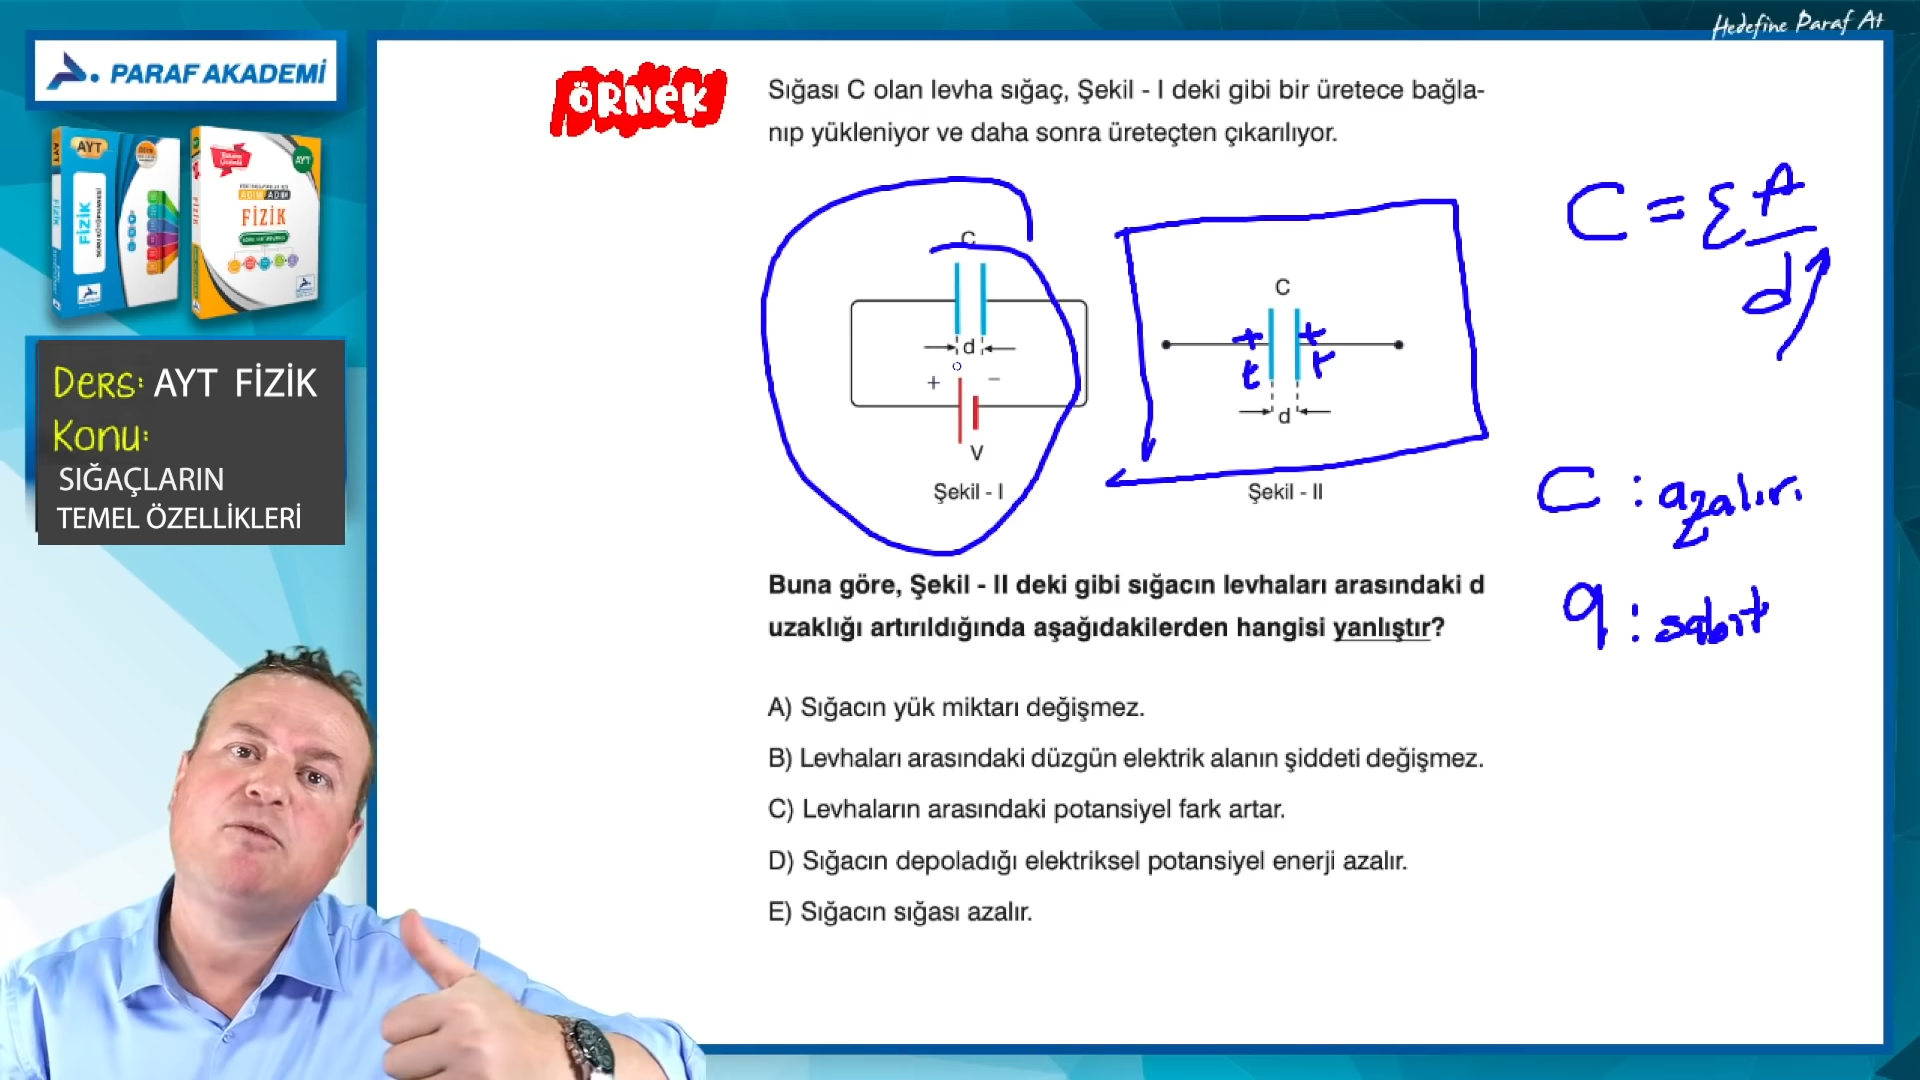 Hedefine Paraf At
PARAF AKADEMİ
AYT
FİZİK
AYT
FİZİK
Ders: AYT FİZİK
Konu:
SIĞAÇLARIN
TEMEL ÖZELLİKLERİ
ÖRNEK
Sığası C olan levha sığaç, Şekil - I deki gibi bir üretece bağla-
nıp yükleniyor ve daha sonra üreteçten çıkarılıyor.
C
d
+ −
V
Şekil - I
C
+ +
+ +
d
Şekil - II
C = ε A
d
C : azalır.
q : sabit
Buna göre, Şekil - II deki gibi sığacın levhaları arasındaki d
uzaklığı artırıldığında aşağıdakilerden hangisi yanlıştır?
A) Sığacın yük miktarı değişmez.
B) Levhaları arasındaki düzgün elektrik alanın şiddeti değişmez.
C) Levhaların arasındaki potansiyel fark artar.
D) Sığacın depoladığı elektriksel potansiyel enerji azalır.
E) Sığacın sığası azalır.